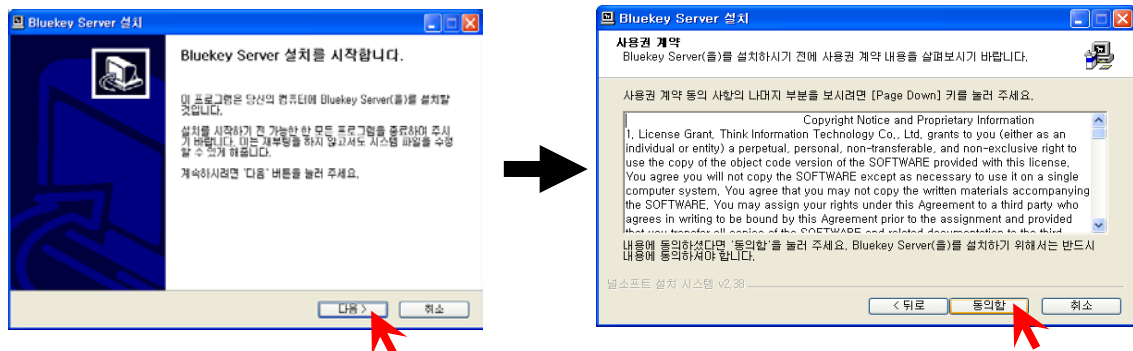 Bluekey Server 설치
Bluekey Server 설치를 시작합니다.
이 프로그램은 당신의 컴퓨터에 Bluekey Server(을)를 설치할
것입니다.
설치를 시작하기 전 가능한 한 모든 프로그램을 종료하여 주시
기 바랍니다. 이는 재부팅을 하지 않고서도 시스템 파일을 수정
할 수 있게 해줍니다.
계속하시려면 '다음' 버튼을 눌러 주세요.
다음 >
취소
Bluekey Server 설치
사용권 계약
Bluekey Server(을)를 설치하시기 전에 사용권 계약 내용을 살펴보시기 바랍니다.
사용권 계약 동의 사항의 나머지 부분을 보시려면 [Page Down] 키를 눌러 주세요.
Copyright Notice and Proprietary Information
1. License Grant. Think Information Technology Co., Ltd, grants to you (either as an
individual or entity) a perpetual, personal, non-transferable, and non-exclusive right to
use the copy of the object code version of the SOFTWARE provided with this license.
You agree you will not copy the SOFTWARE except as necessary to use it on a single
computer system. You agree that you may not copy the written materials accompanying
the SOFTWARE. You may assign your rights under this Agreement to a third party who
agrees in writing to be bound by this Agreement prior to the assignment and provided
that you transfer all copies of the SOFTWARE and related documentation to the third
내용에 동의하셨다면 '동의함'을 눌러 주세요. Bluekey Server(을)를 설치하기 위해서는 반드시
내용에 동의하셔야 합니다.
널소프트 설치 시스템 v2.38
< 뒤로
동의함
취소